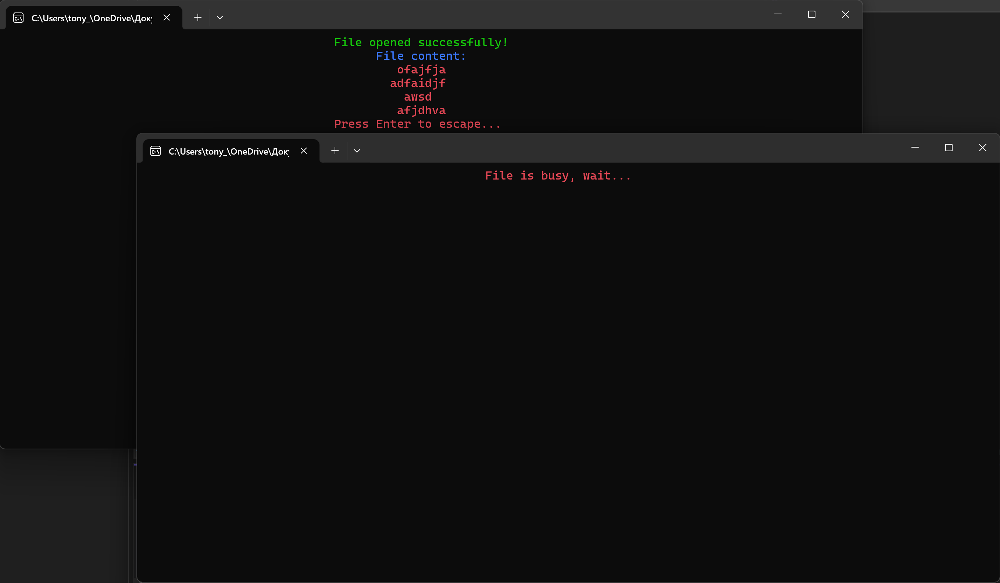 C:\Users\tony_\OneDrive\Доку
File opened successfully!
File content:
ofajfja
adfaidjf
awsd
afjdhva
Press Enter to escape...
C:\Users\tony_\OneDrive\Доку
File is busy, wait...